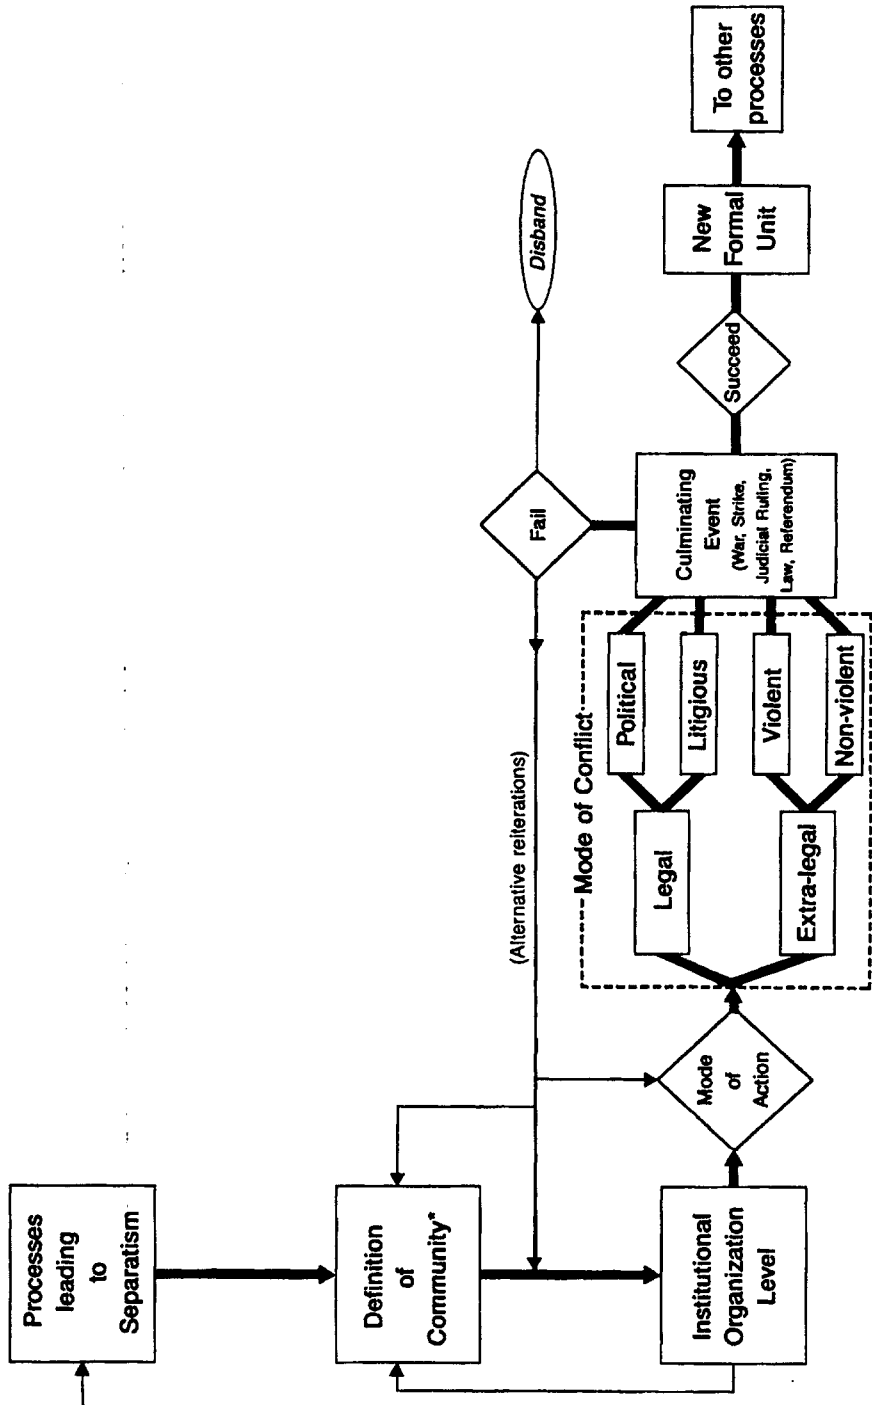 Processes
leading
to
Separatism
Definition
of
Community*
Institutional
Organization
Level
Mode
of
Action
(Alternative reiterations)
Mode of Conflict
Legal
Extra-legal
Political
Litigious
Violent
Non-violent
Culminating
Event
(War, Strike,
Judicial Ruling,
Law, Referendum)
Fail
Disband
Succeed
New
Formal
Unit
To other
processes